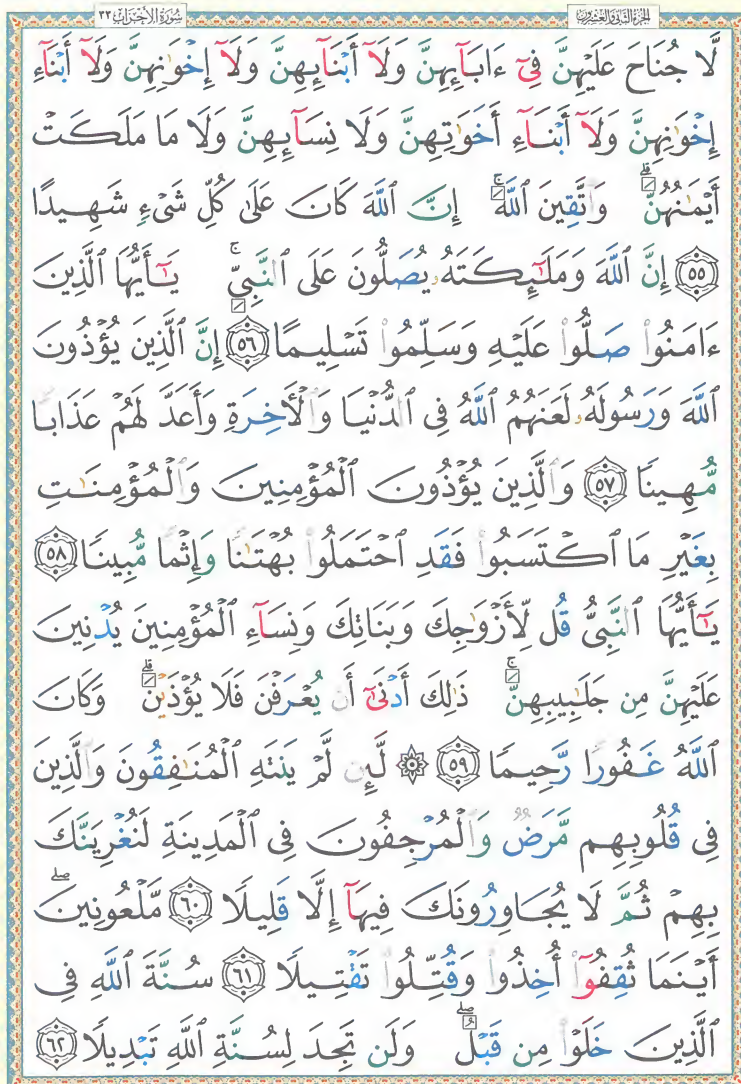 سُورَةُ الأَحْزَابِ ٣٣ الجُزْءُ الثَّانِي وَالْعِشْرُونَ
لَّا جُنَاحَ عَلَيْهِنَّ فِىٓ ءَابَآئِهِنَّ وَلَآ أَبْنَآئِهِنَّ وَلَآ إِخْوَٰنِهِنَّ وَلَآ أَبْنَآءِ
إِخْوَٰنِهِنَّ وَلَآ أَبْنَآءِ أَخَوَٰتِهِنَّ وَلَا نِسَآئِهِنَّ وَلَا مَا مَلَكَتْ
أَيْمَٰنُهُنَّ ۗ وَٱتَّقِينَ ٱللَّهَ ۚ إِنَّ ٱللَّهَ كَانَ عَلَىٰ كُلِّ شَىْءٍ شَهِيدًا
٥٥ إِنَّ ٱللَّهَ وَمَلَٰٓئِكَتَهُۥ يُصَلُّونَ عَلَى ٱلنَّبِىِّ ۚ يَٰٓأَيُّهَا ٱلَّذِينَ
ءَامَنُوا۟ صَلُّوا۟ عَلَيْهِ وَسَلِّمُوا۟ تَسْلِيمًا ٥٦ إِنَّ ٱلَّذِينَ يُؤْذُونَ
ٱللَّهَ وَرَسُولَهُۥ لَعَنَهُمُ ٱللَّهُ فِى ٱلدُّنْيَا وَٱلْـَٔاخِرَةِ وَأَعَدَّ لَهُمْ عَذَابًا
مُّهِينًا ٥٧ وَٱلَّذِينَ يُؤْذُونَ ٱلْمُؤْمِنِينَ وَٱلْمُؤْمِنَٰتِ
بِغَيْرِ مَا ٱكْتَسَبُوا۟ فَقَدِ ٱحْتَمَلُوا۟ بُهْتَٰنًا وَإِثْمًا مُّبِينًا ٥٨
يَٰٓأَيُّهَا ٱلنَّبِىُّ قُل لِّأَزْوَٰجِكَ وَبَنَاتِكَ وَنِسَآءِ ٱلْمُؤْمِنِينَ يُدْنِينَ
عَلَيْهِنَّ مِن جَلَٰبِيبِهِنَّ ۚ ذَٰلِكَ أَدْنَىٰٓ أَن يُعْرَفْنَ فَلَا يُؤْذَيْنَ ۗ وَكَانَ
ٱللَّهُ غَفُورًا رَّحِيمًا ٥٩ ۞ لَّئِن لَّمْ يَنتَهِ ٱلْمُنَٰفِقُونَ وَٱلَّذِينَ
فِى قُلُوبِهِم مَّرَضٌ وَٱلْمُرْجِفُونَ فِى ٱلْمَدِينَةِ لَنُغْرِيَنَّكَ
بِهِمْ ثُمَّ لَا يُجَاوِرُونَكَ فِيهَآ إِلَّا قَلِيلًا ٦٠ مَّلْعُونِينَ ۖ
أَيْنَمَا ثُقِفُوٓا۟ أُخِذُوا۟ وَقُتِّلُوا۟ تَقْتِيلًا ٦١ سُنَّةَ ٱللَّهِ فِى
ٱلَّذِينَ خَلَوْا۟ مِن قَبْلُ ۖ وَلَن تَجِدَ لِسُنَّةِ ٱللَّهِ تَبْدِيلًا ٦٢